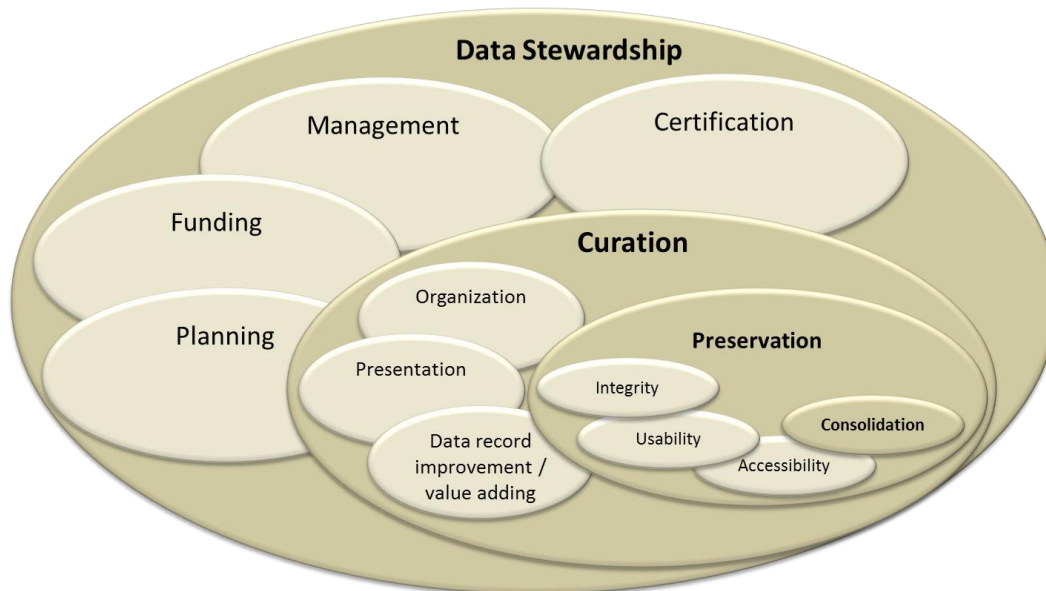 Data Stewardship
Management
Certification
Funding
Curation
Organization
Planning
Preservation
Presentation
Integrity
Consolidation
Usability
Data record
improvement /
value adding
Accessibility